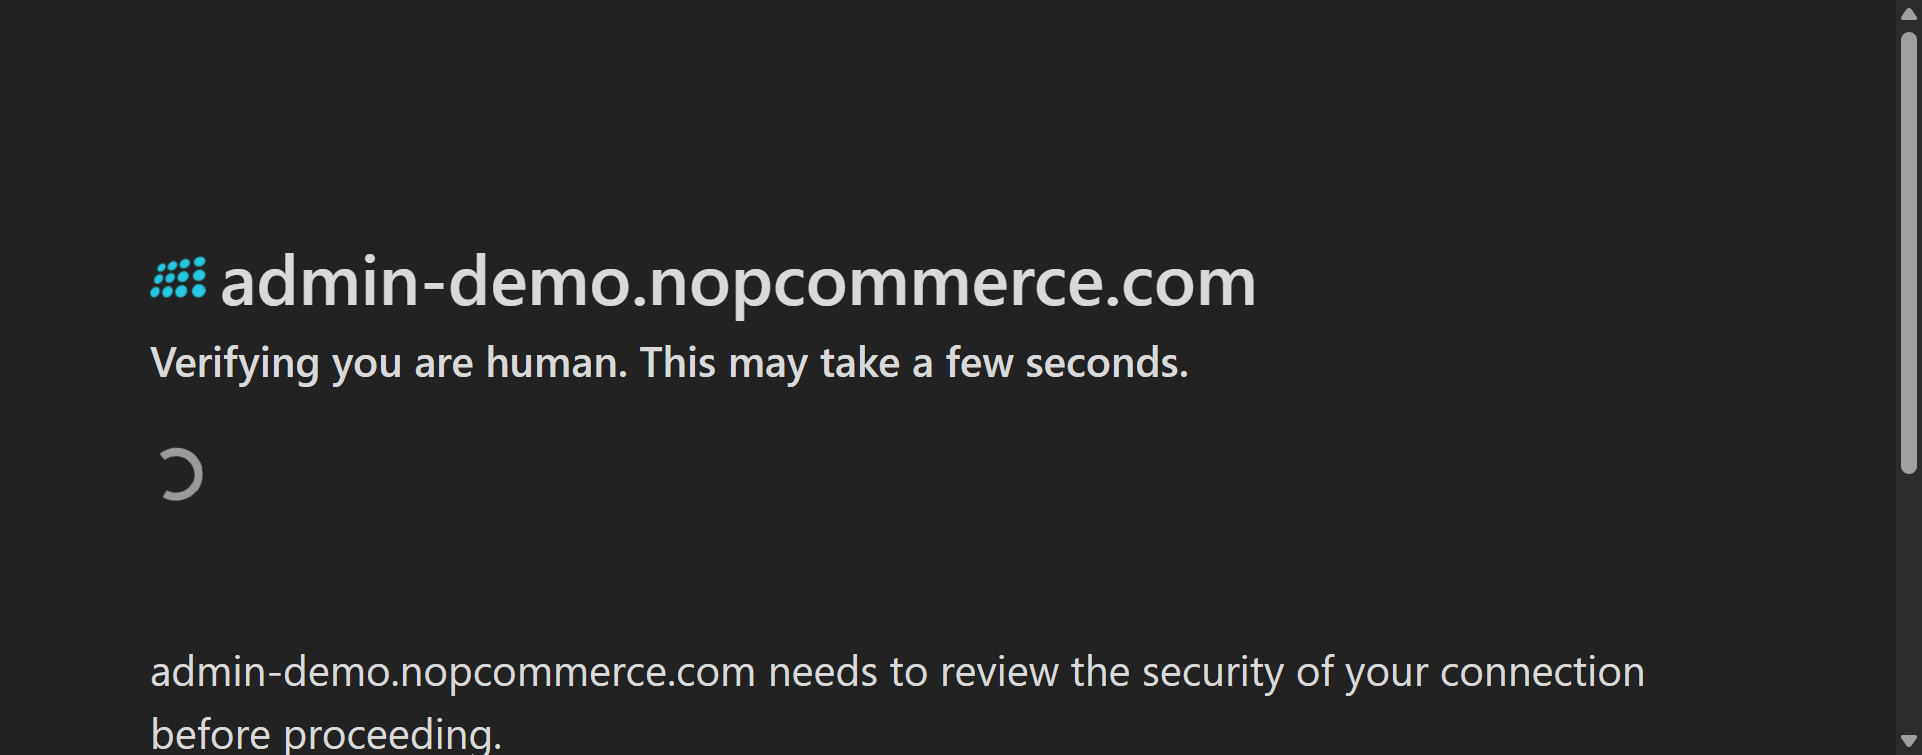 admin-demo.nopcommerce.com
Verifying you are human. This may take a few seconds.
admin-demo.nopcommerce.com needs to review the security of your connection
before proceeding.